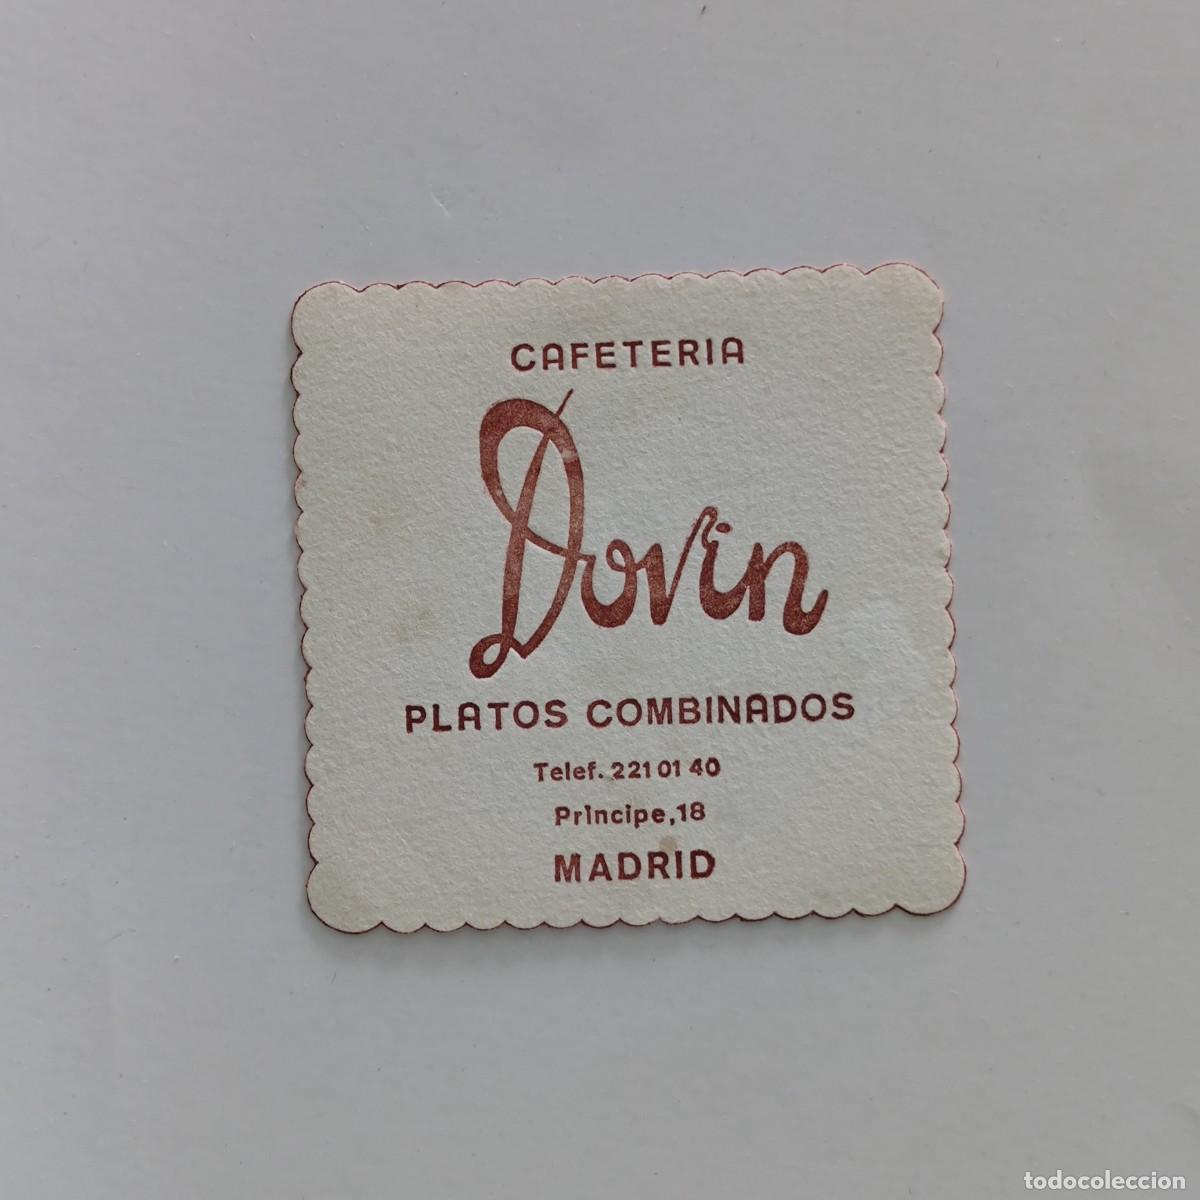 CAFETERIA
Dovin
PLATOS COMBINADOS
Telef. 221 01 40
Principe, 18
MADRID
todocoleccion